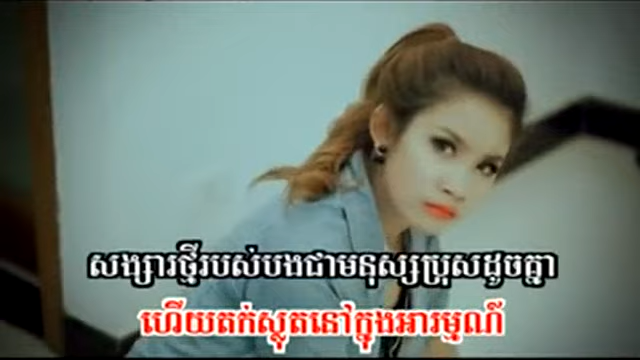 សង្សារថ្មីរបស់បងជាមនុស្សប្រុសដូចគ្នា
ហើយតក់ស្លុតនៅក្នុងអារម្មណ៍